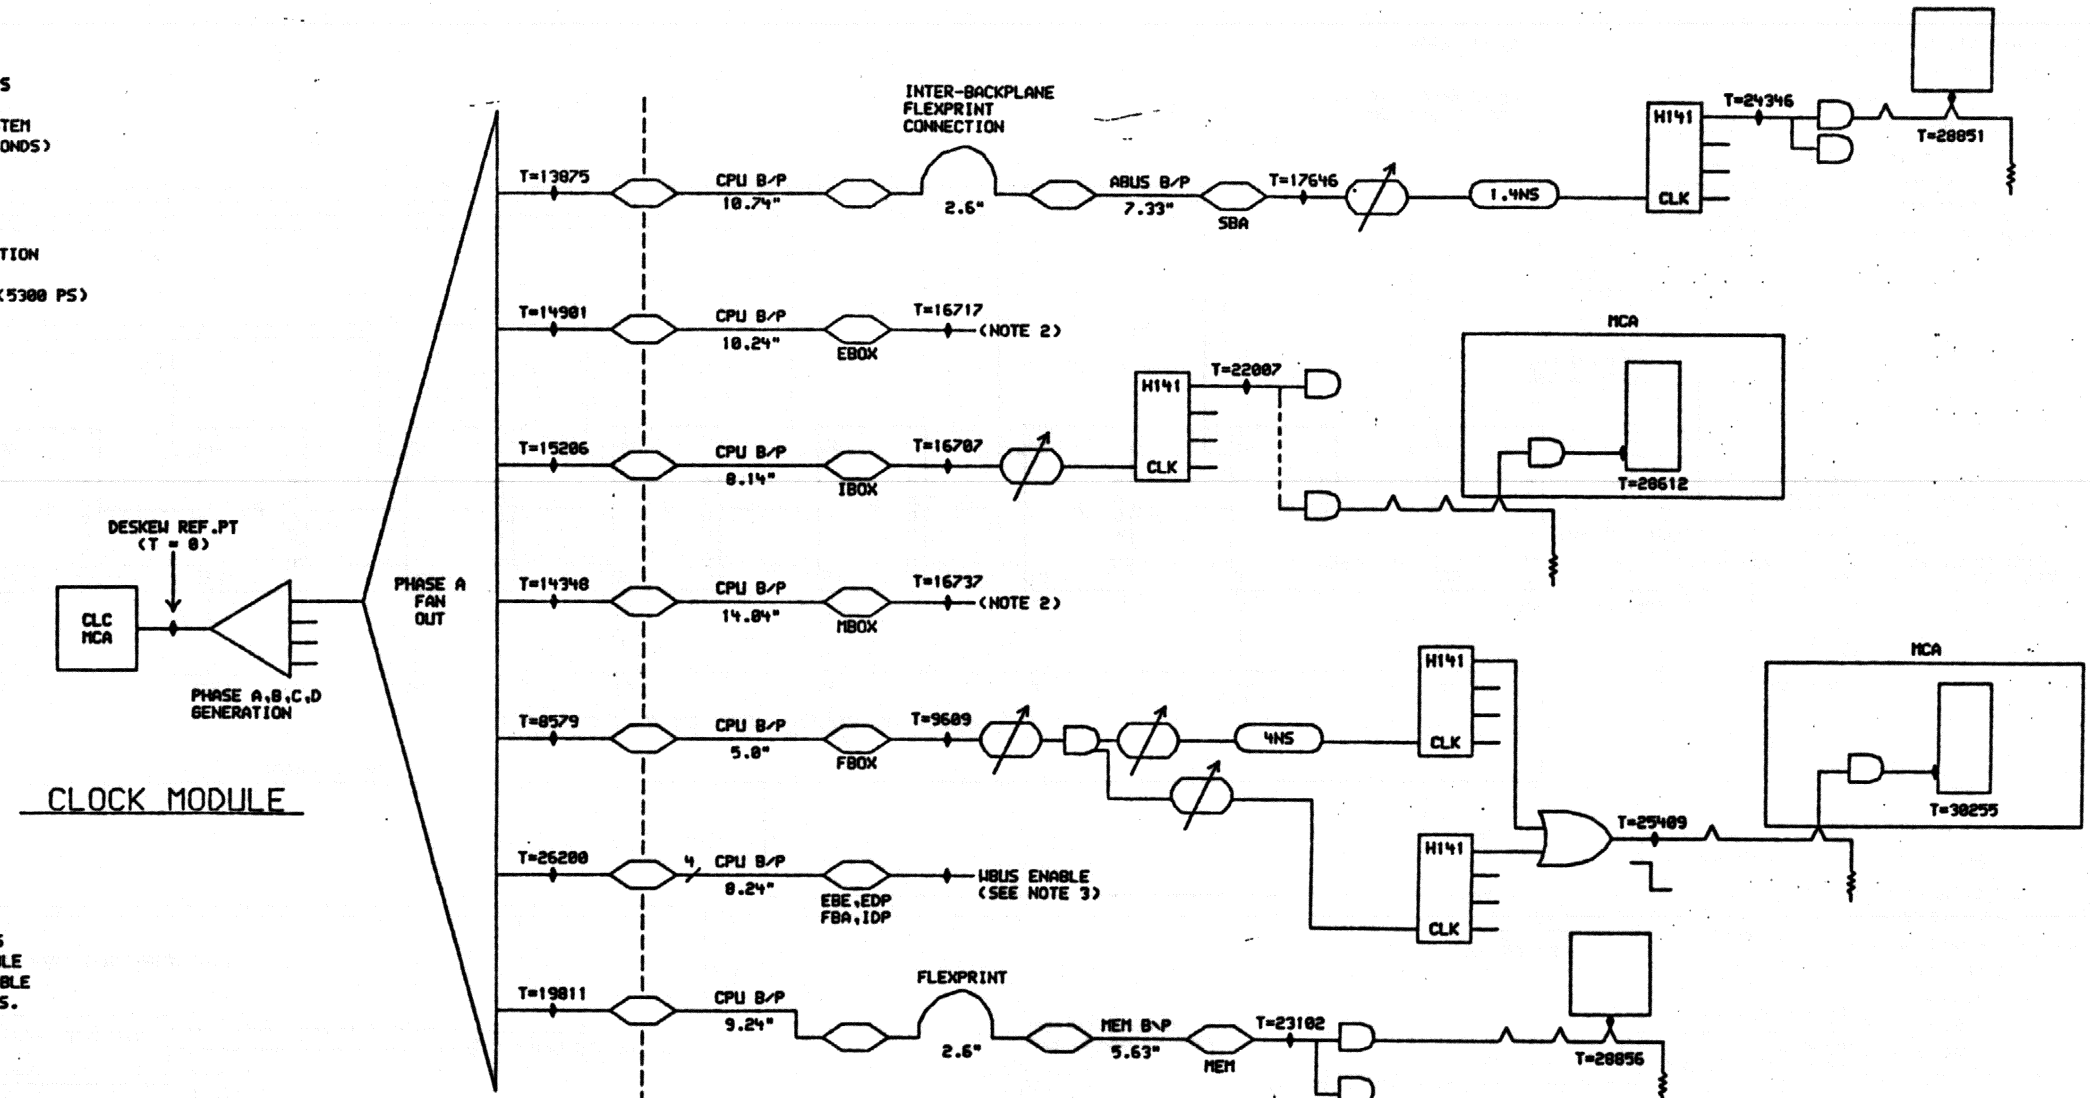 S
TEM
ONDS)
TION
(5300 PS)
INTER-BACKPLANE
FLEXPRINT
CONNECTION
T=13875
CPU B/P
10.74"
2.6"
ABUS B/P
7.33"
SBA
T=17646
1.4NS
H141
CLK
T=24346
T=28851
T=14901
CPU B/P
10.24"
EBOX
T=16717
(NOTE 2)
T=15206
CPU B/P
8.14"
IBOX
T=16707
H141
CLK
T=22007
MCA
T=28612
DESKEW REF.PT
(T = 0)
CLC
MCA
PHASE A,B,C,D
GENERATION
PHASE A
FAN
OUT
T=14348
CPU B/P
14.04"
MBOX
T=16737
(NOTE 2)
T=8579
CPU B/P
5.0"
FBOX
T=9609
4NS
H141
CLK
H141
CLK
T=25409
MCA
T=30255
CLOCK MODULE
T=26200
4
CPU B/P
8.24"
EBE,EDP
FBA,IDP
WBUS ENABLE
(SEE NOTE 3)
S
LE
BLE
S.
T=19811
CPU B/P
9.24"
FLEXPRINT
2.6"
MEM B\P
5.63"
MEM
T=23102
T=28856